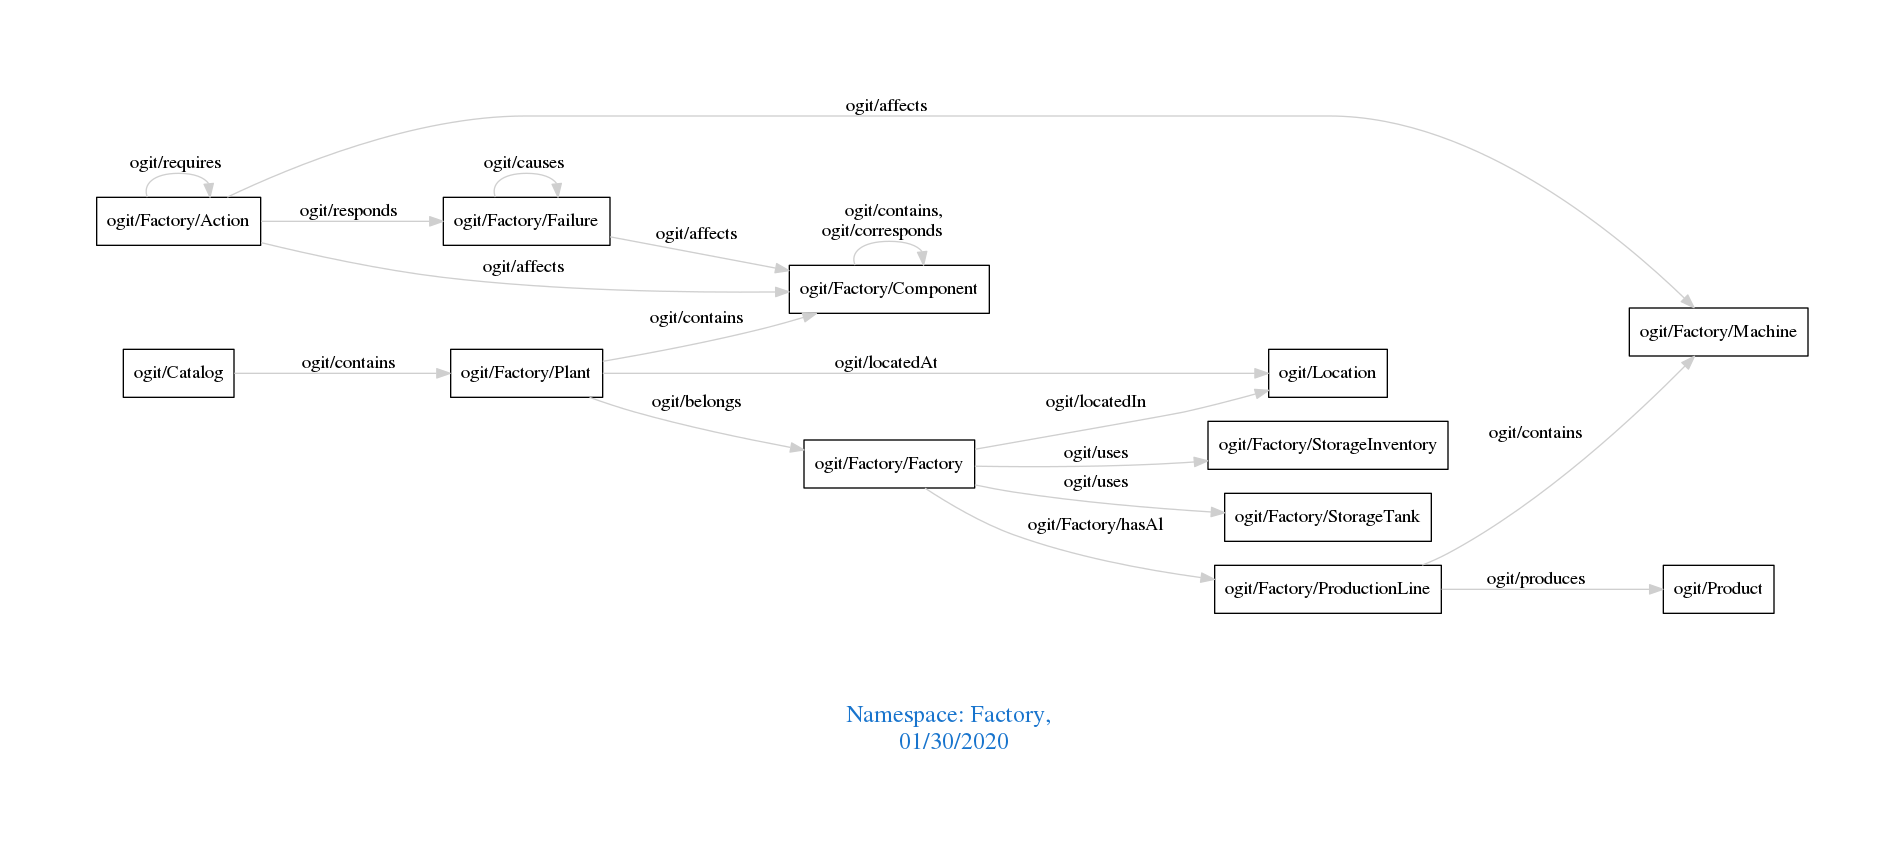 ogit/affects
ogit/requires
ogit/causes
ogit/Factory/Action
ogit/responds
ogit/Factory/Failure
ogit/contains,
ogit/corresponds
ogit/affects
ogit/affects
ogit/Factory/Component
ogit/contains
ogit/Factory/Machine
ogit/Catalog
ogit/contains
ogit/Factory/Plant
ogit/locatedAt
ogit/Location
ogit/belongs
ogit/locatedIn
ogit/contains
ogit/Factory/Factory
ogit/uses
ogit/Factory/StorageInventory
ogit/uses
ogit/Factory/StorageTank
ogit/Factory/hasAl
ogit/Factory/ProductionLine
ogit/produces
ogit/Product
Namespace: Factory,
01/30/2020